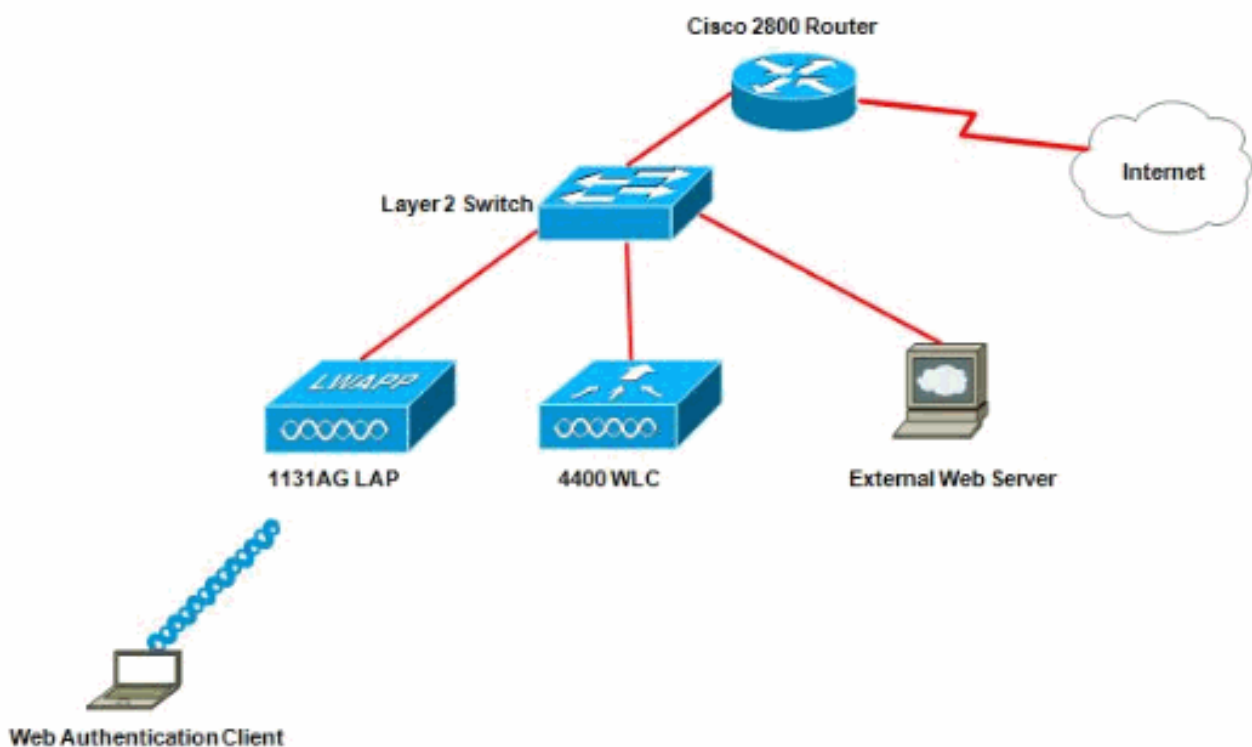 Cisco 2800 Router
Internet
Layer 2 Switch
LWAPP
1131AG LAP
4400 WLC
External Web Server
Web Authentication Client